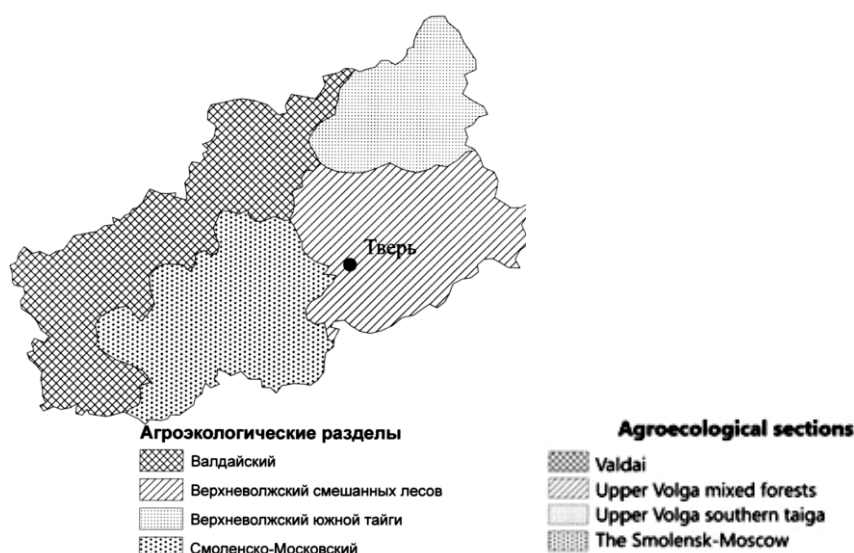 Тверь
Агроэкологические разделы
Валдайский
Верхневолжский смешанных лесов
Верхневолжский южной тайги
Смоленско-Московский
Agroecological sections
Valdai
Upper Volga mixed forests
Upper Volga southern taiga
The Smolensk-Moscow